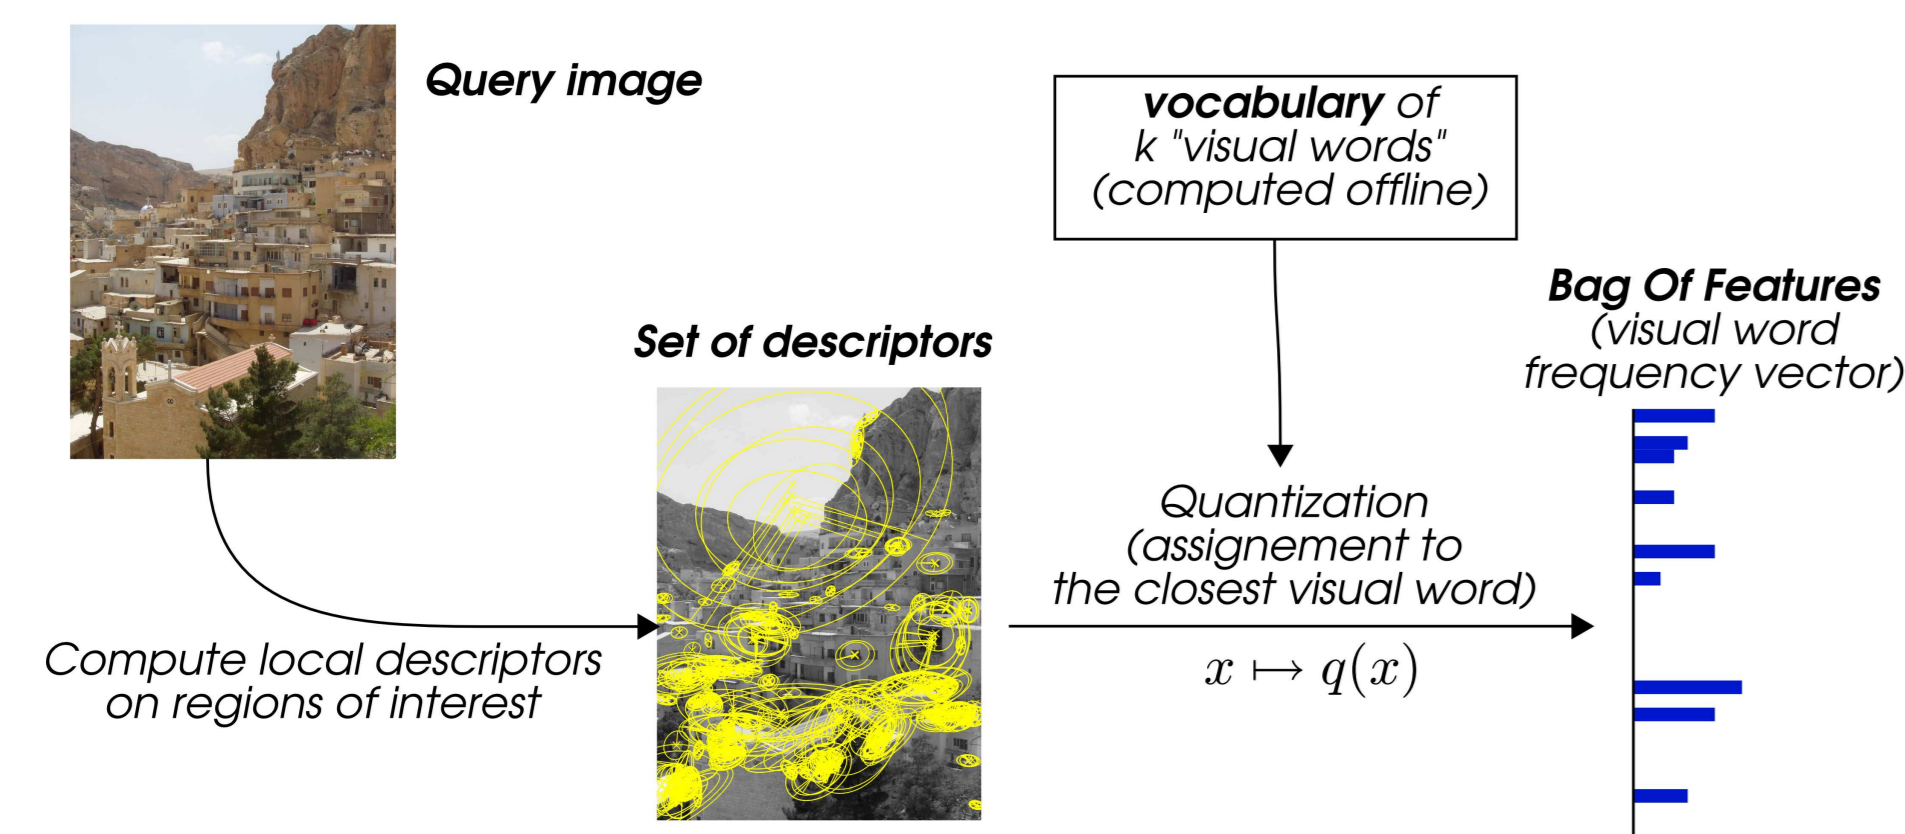 Query image
vocabulary of
k "visual words"
(computed offline)
Bag Of Features
(visual word
frequency vector)
Set of descriptors
Quantization
(assignement to
the closest visual word)
x ↦ q(x)
Compute local descriptors
on regions of interest